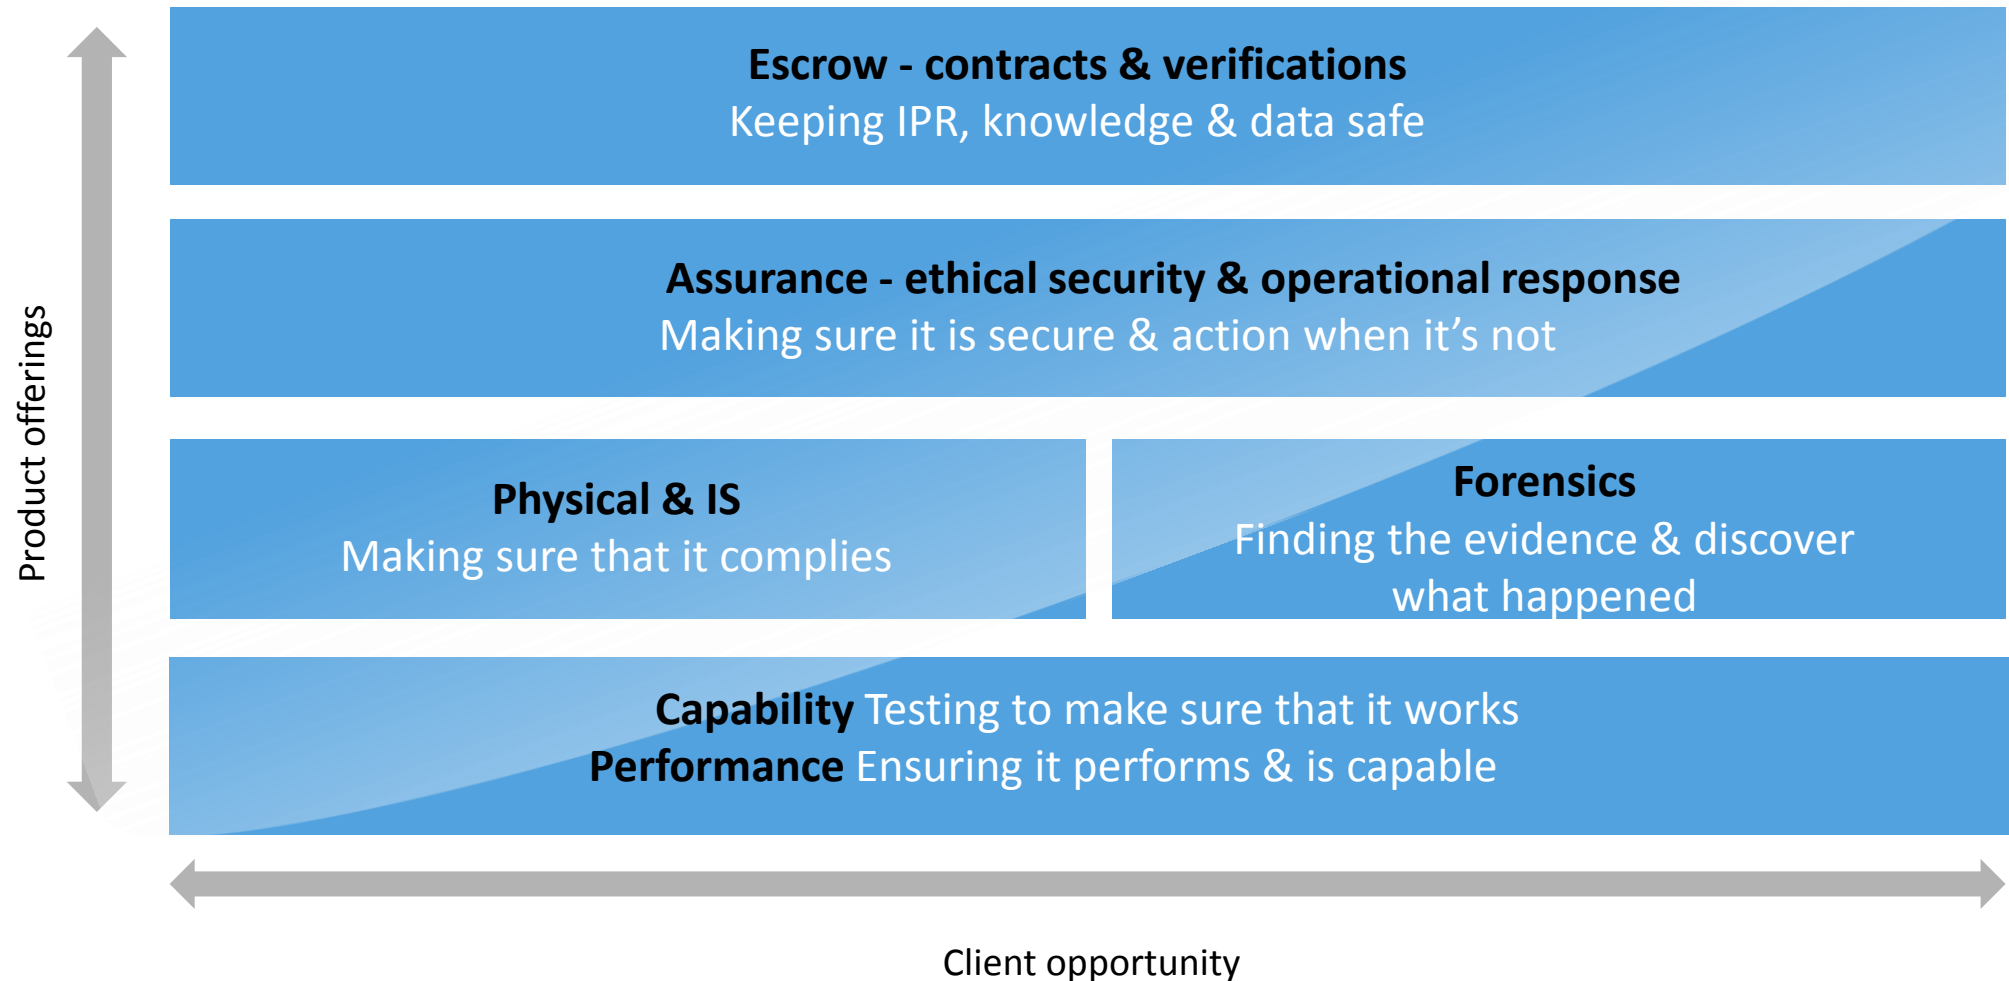 Escrow - contracts & verifications
Keeping IPR, knowledge & data safe
Assurance - ethical security & operational response
Making sure it is secure & action when it’s not
Physical & IS
Making sure that it complies
Forensics
Finding the evidence & discover
what happened
Capability Testing to make sure that it works
Performance Ensuring it performs & is capable
Product offerings
Client opportunity